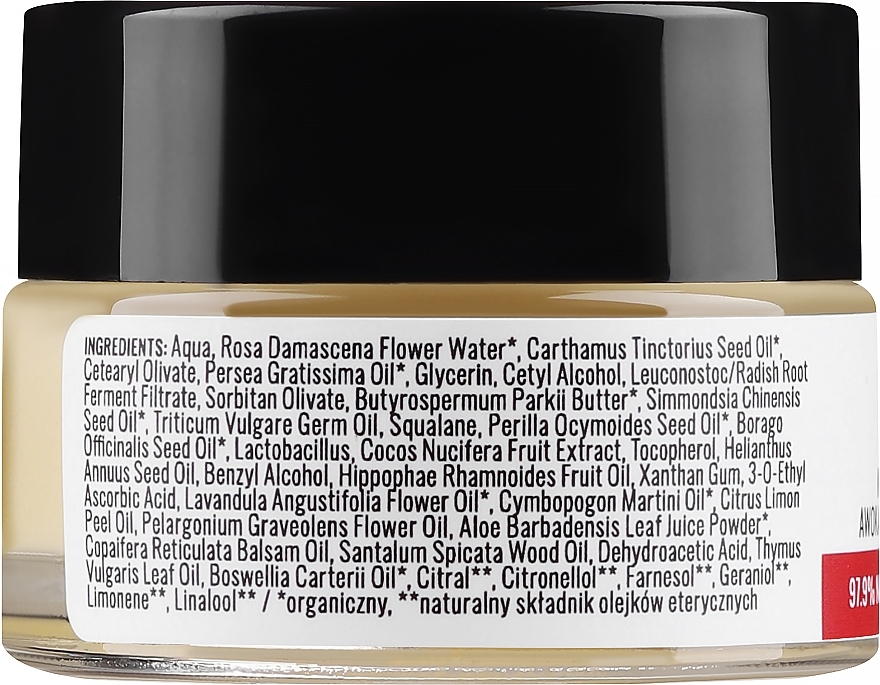 INGREDIENTS: Aqua, Rosa Damascena Flower Water*, Carthamus Tinctorius Seed Oil*,
Cetearyl Olivate, Persea Gratissima Oil*, Glycerin, Cetyl Alcohol, Leuconostoc/Radish Root
Ferment Filtrate, Sorbitan Olivate, Butyrospermum Parkii Butter*, Simmondsia Chinensis
Seed Oil*, Triticum Vulgare Germ Oil, Squalane, Perilla Ocymoides Seed Oil*, Borago
Officinalis Seed Oil*, Lactobacillus, Cocos Nucifera Fruit Extract, Tocopherol, Helianthus
Annuus Seed Oil, Benzyl Alcohol, Hippophae Rhamnoides Fruit Oil, Xanthan Gum, 3-O-Ethyl
Ascorbic Acid, Lavandula Angustifolia Flower Oil*, Cymbopogon Martini Oil*, Citrus Limon
Peel Oil, Pelargonium Graveolens Flower Oil, Aloe Barbadensis Leaf Juice Powder*,
Copaifera Reticulata Balsam Oil, Santalum Spicata Wood Oil, Dehydroacetic Acid, Thymus
Vulgaris Leaf Oil, Boswellia Carterii Oil*, Citral**, Citronellol**, Farnesol**, Geraniol**,
Limonene**, Linalool** / *organiczny, **naturalny składnik olejków eterycznych
97.9%